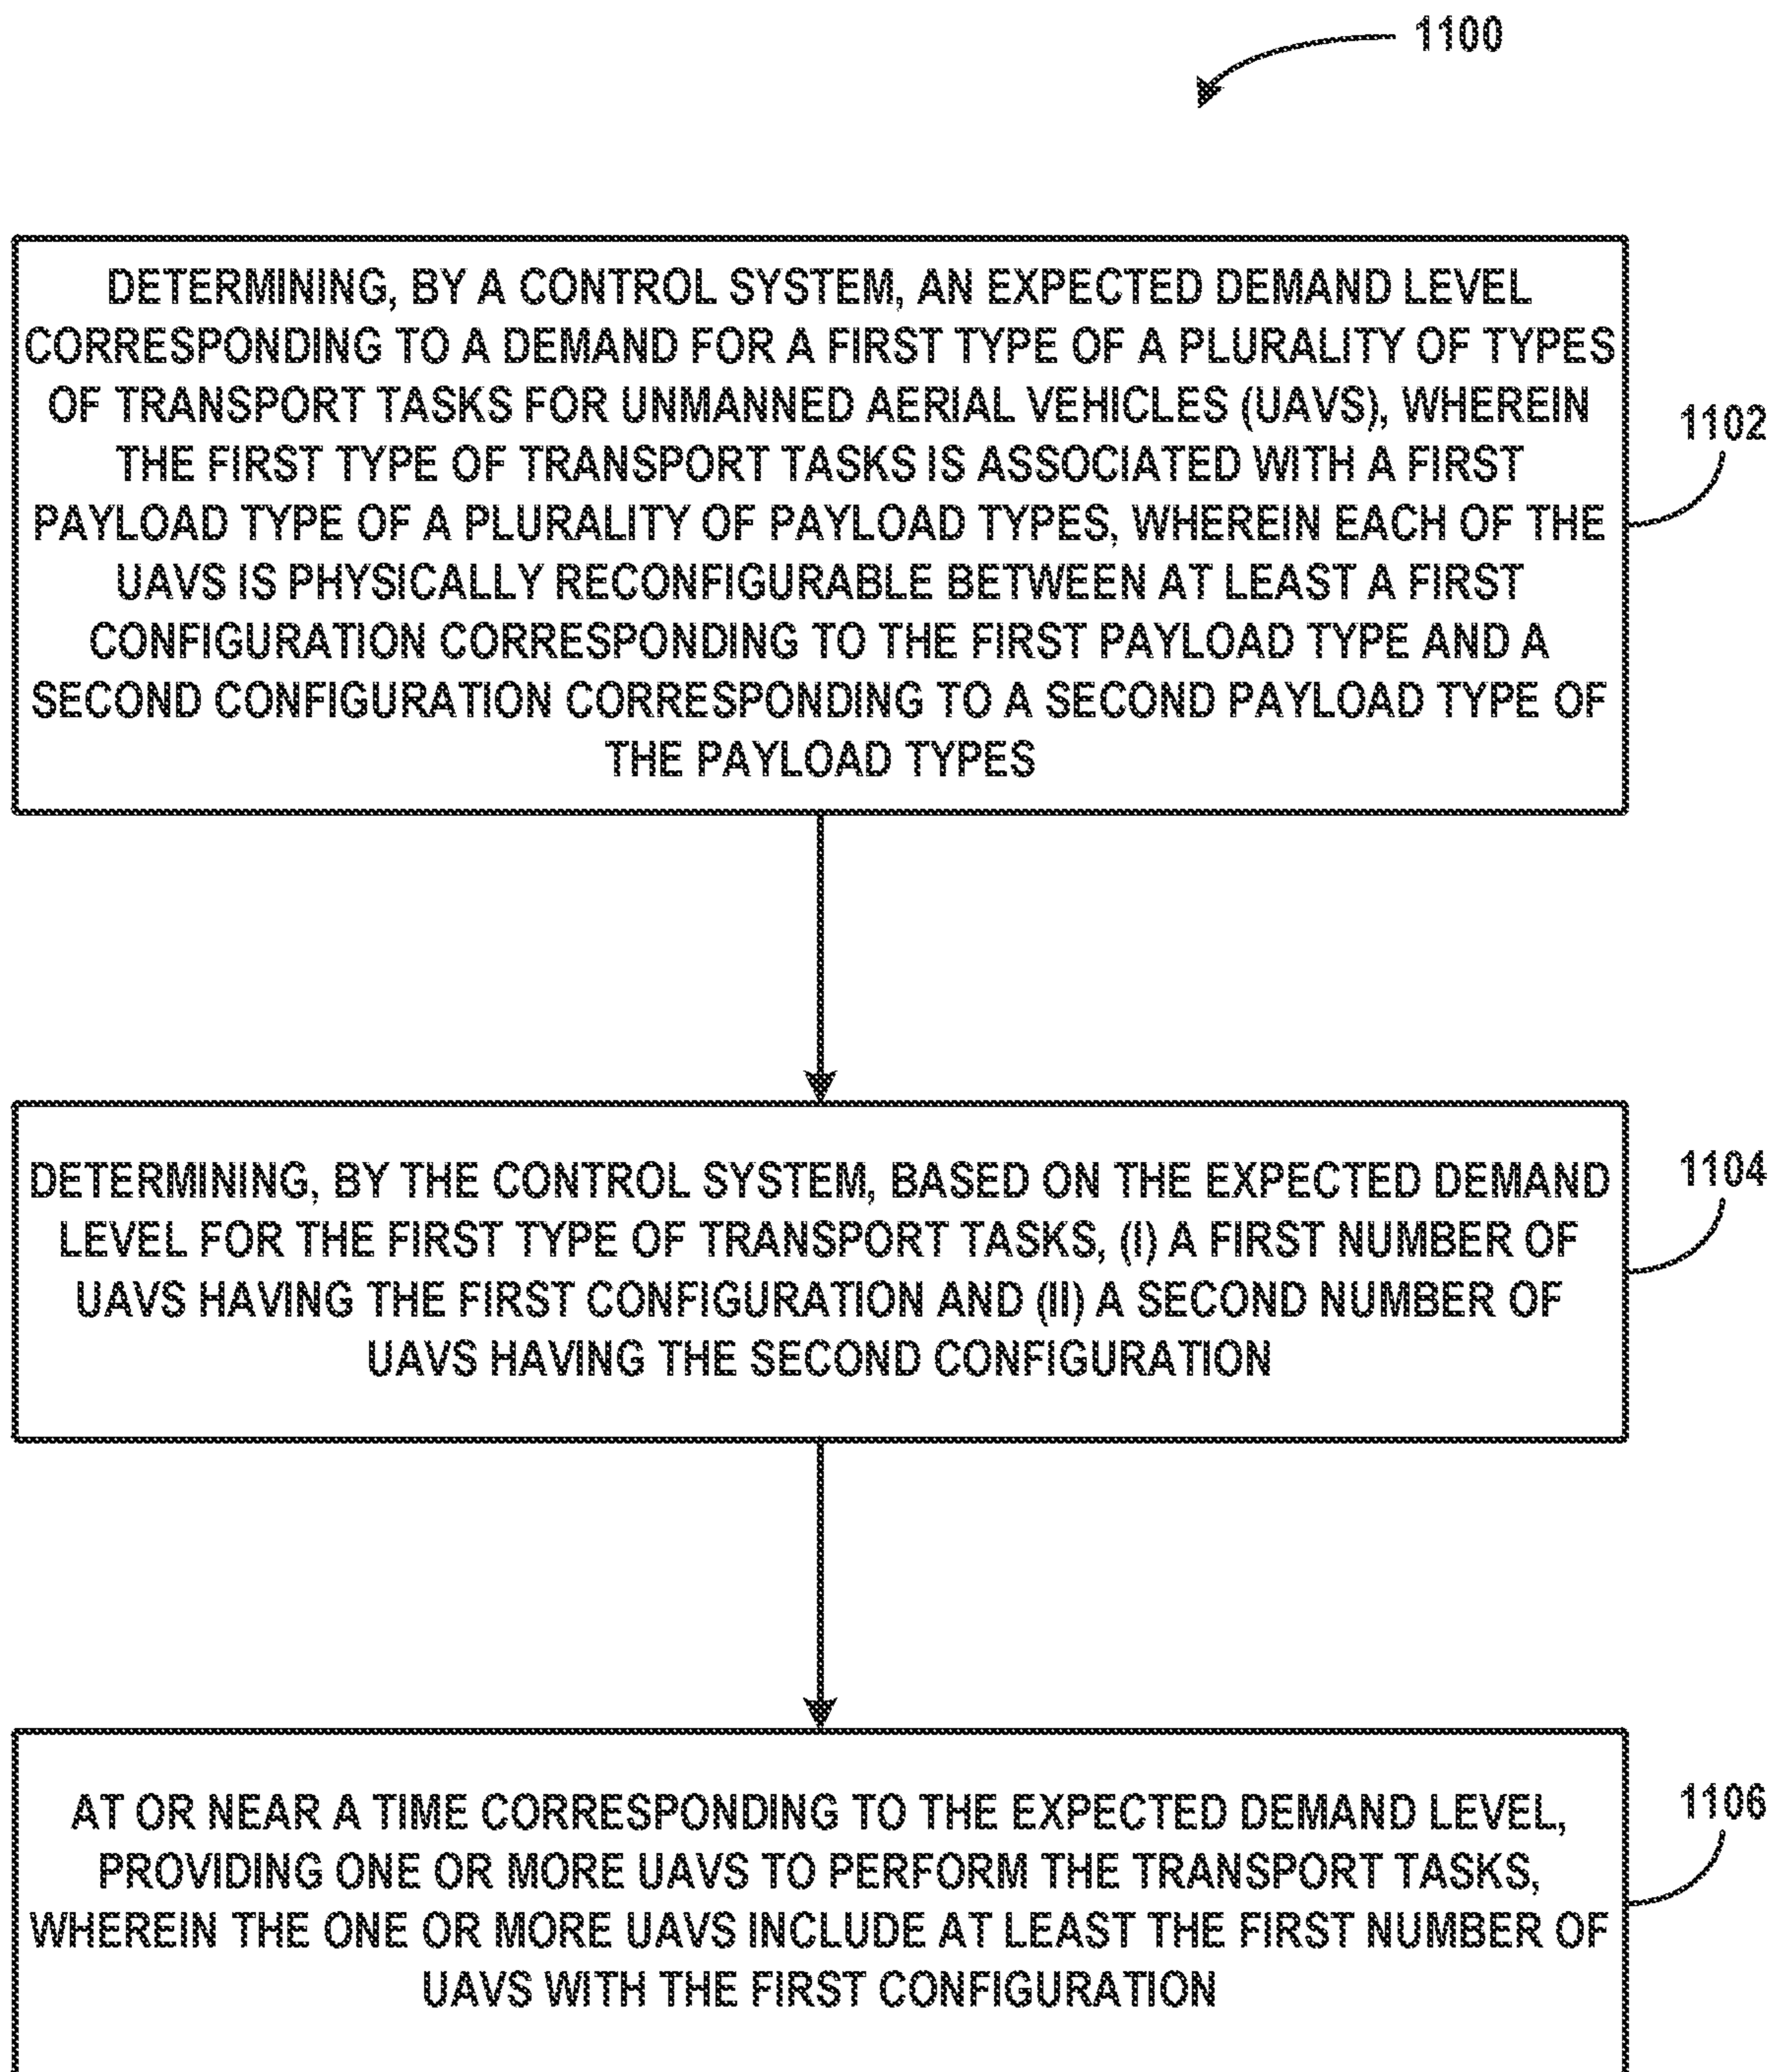 1100
DETERMINING, BY A CONTROL SYSTEM, AN EXPECTED DEMAND LEVEL
CORRESPONDING TO A DEMAND FOR A FIRST TYPE OF A PLURALITY OF TYPES
OF TRANSPORT TASKS FOR UNMANNED AERIAL VEHICLES (UAVS), WHEREIN
THE FIRST TYPE OF TRANSPORT TASKS IS ASSOCIATED WITH A FIRST
PAYLOAD TYPE OF A PLURALITY OF PAYLOAD TYPES, WHEREIN EACH OF THE
UAVS IS PHYSICALLY RECONFIGURABLE BETWEEN AT LEAST A FIRST
CONFIGURATION CORRESPONDING TO THE FIRST PAYLOAD TYPE AND A
SECOND CONFIGURATION CORRESPONDING TO A SECOND PAYLOAD TYPE OF
THE PAYLOAD TYPES
1102
DETERMINING, BY THE CONTROL SYSTEM, BASED ON THE EXPECTED DEMAND
LEVEL FOR THE FIRST TYPE OF TRANSPORT TASKS, (I) A FIRST NUMBER OF
UAVS HAVING THE FIRST CONFIGURATION AND (II) A SECOND NUMBER OF
UAVS HAVING THE SECOND CONFIGURATION
1104
AT OR NEAR A TIME CORRESPONDING TO THE EXPECTED DEMAND LEVEL,
PROVIDING ONE OR MORE UAVS TO PERFORM THE TRANSPORT TASKS,
WHEREIN THE ONE OR MORE UAVS INCLUDE AT LEAST THE FIRST NUMBER OF
UAVS WITH THE FIRST CONFIGURATION
1106